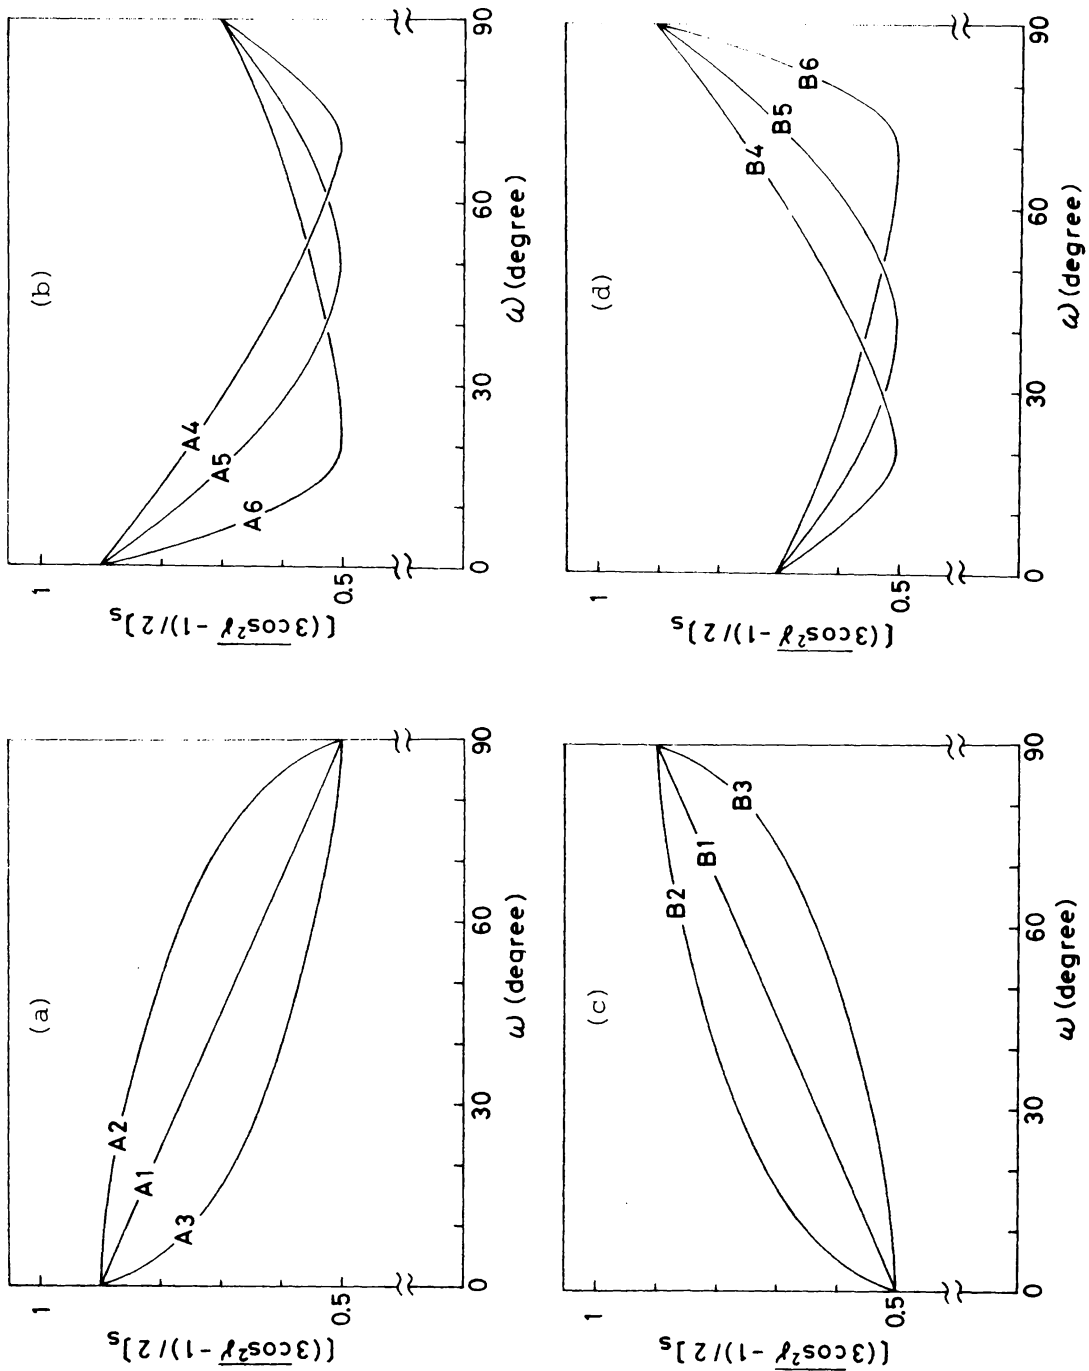 (a)
[(3cos²γ -1)/2]s
1
0.5
A2
A1
A3
0
30
60
90
ω (degree)
(b)
[(3cos²γ -1)/2]s
1
0.5
A4
A5
A6
0
30
60
90
ω (degree)
(c)
[(3cos²γ -1)/2]s
1
0.5
B2
B1
B3
0
30
60
90
ω (degree)
(d)
[(3cos²γ -1)/2]s
1
0.5
B4
B5
B6
0
30
60
90
ω (degree)